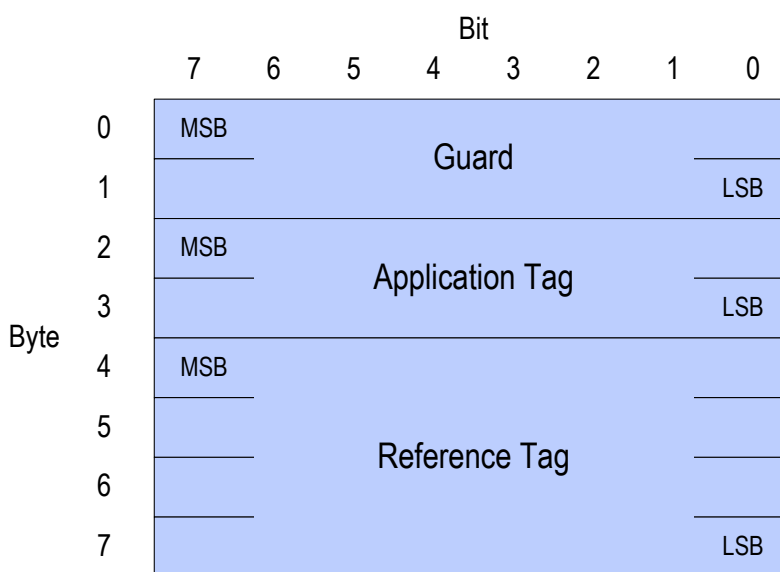 Bit
7 6 5 4 3 2 1 0
0 MSB
Guard
1 LSB
2 MSB
Application Tag
3 LSB
Byte
4 MSB
5
Reference Tag
6
7 LSB